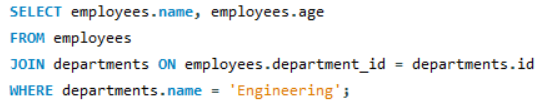 SELECT employees.name, employees.age
FROM employees
JOIN departments ON employees.department_id = departments.id
WHERE departments.name = 'Engineering';